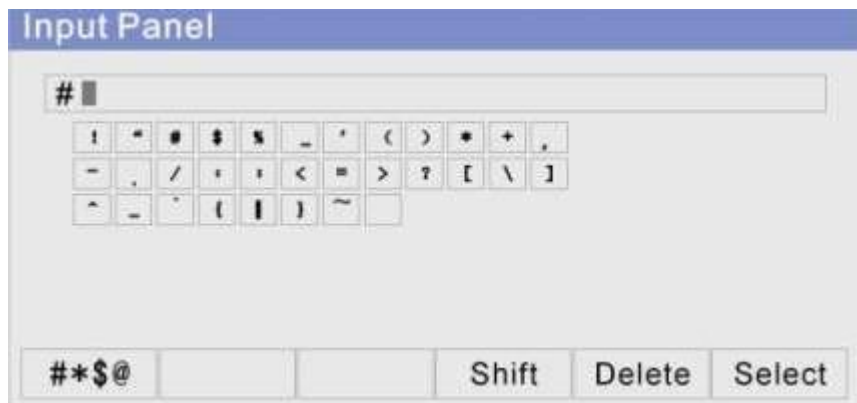 Input Panel
#
! " # $ % _ ' ( ) * + ,
- . / : ; < = > ? [ \ ]
^ _ ` { | } ~
#*$@ Shift Delete Select